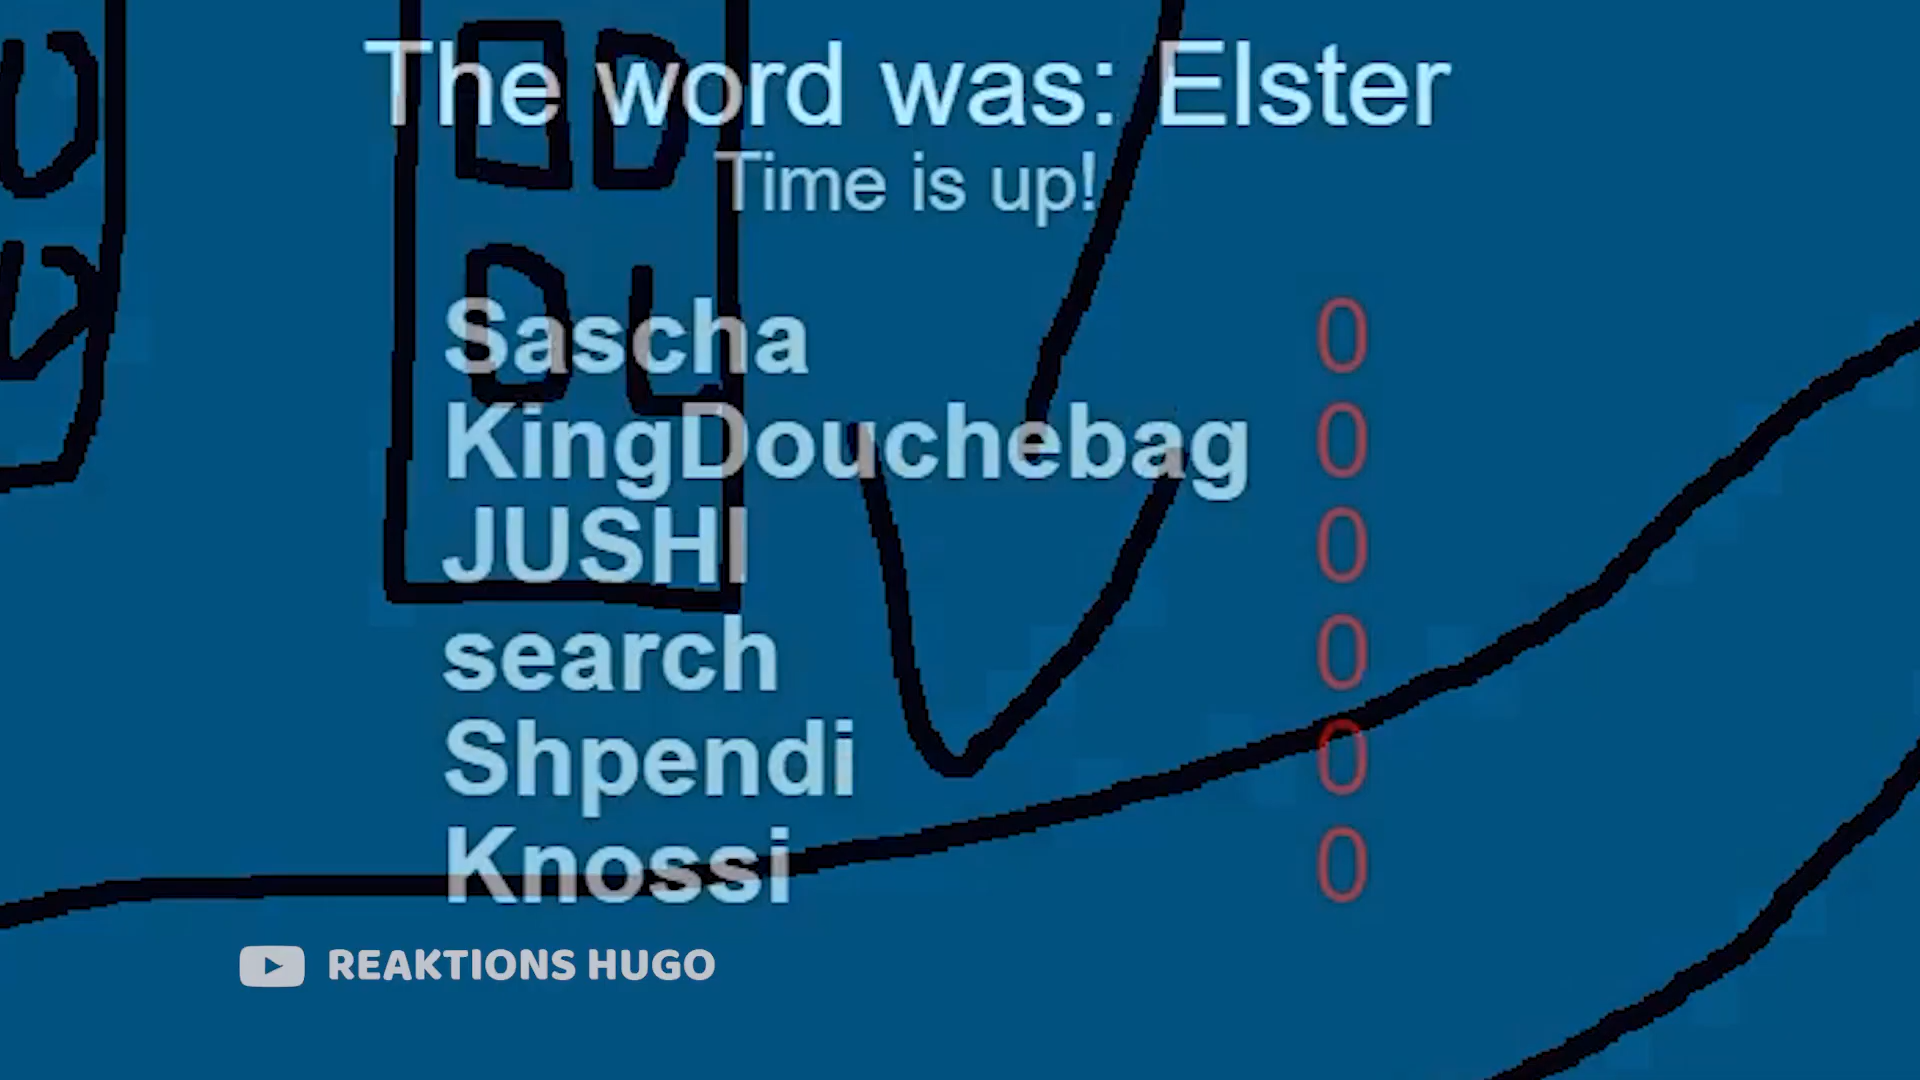 The word was: Elster
Time is up!
Sascha 0
KingDouchebag 0
JUSHI 0
search 0
Shpendi 0
Knossi 0
REAKTIONS HUGO